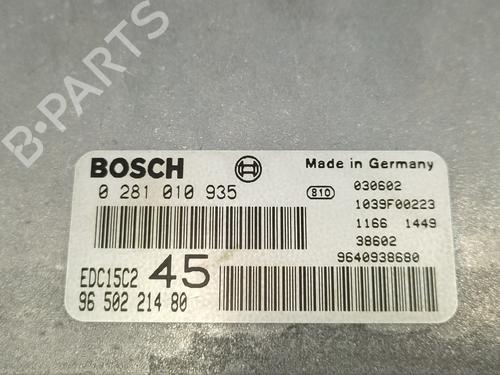 B-PARTS
BOSCH
Made in Germany
0 281 010 935
810
030602
1039F00223
1166 1449
38602
9640938680
EDC15C2 45
96 502 214 80